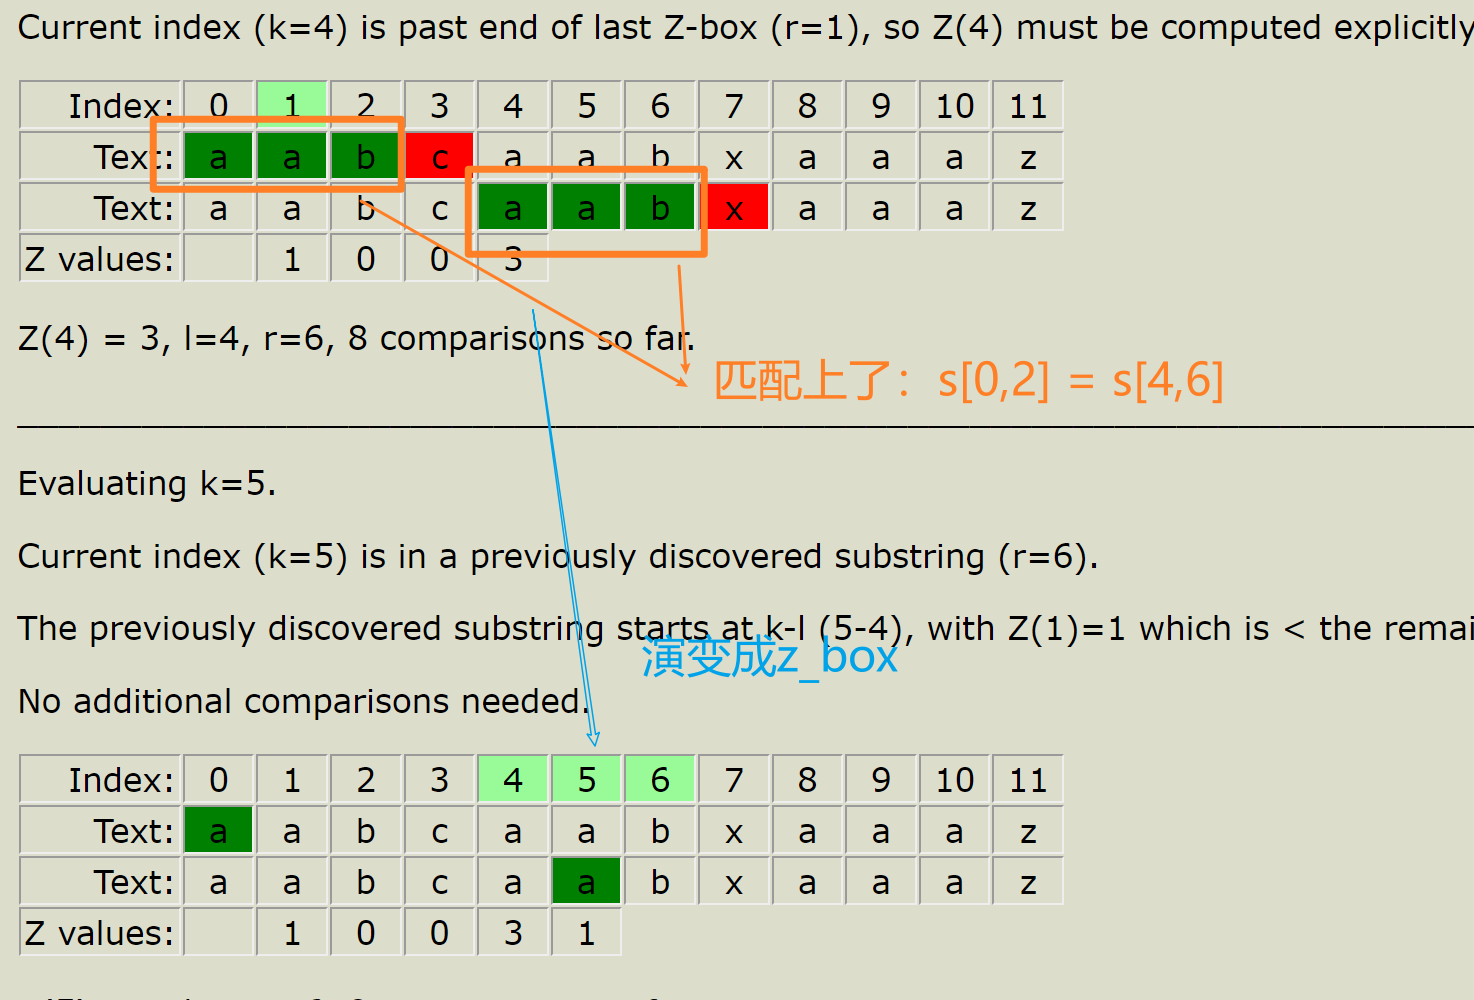 Current index (k=4) is past end of last Z-box (r=1), so Z(4) must be computed explicitly
Index: 0 1 2 3 4 5 6 7 8 9 10 11
Text: a a b c a a b x a a a z
Text: a a b c a a b x a a a z
Z values: 1 0 0 3
Z(4) = 3, l=4, r=6, 8 comparisons so far.
匹配上了：s[0,2] = s[4,6]
Evaluating k=5.
Current index (k=5) is in a previously discovered substring (r=6).
The previously discovered substring starts at k-l (5-4), with Z(1)=1 which is < the remai
演变成z_box
No additional comparisons needed.
Index: 0 1 2 3 4 5 6 7 8 9 10 11
Text: a a b c a a b x a a a z
Text: a a b c a a b x a a a z
Z values: 1 0 0 3 1